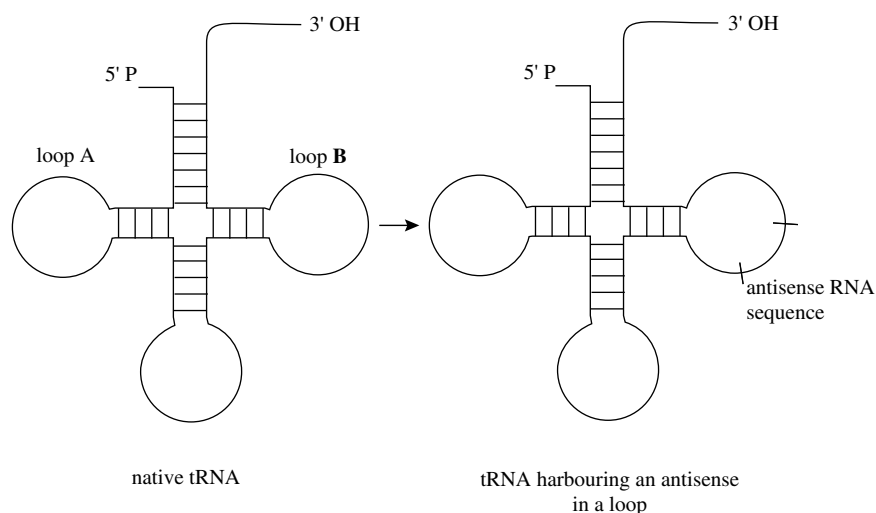 3' OH
5' P
loop A
loop B
native tRNA
3' OH
5' P
antisense RNA
sequence
tRNA harbouring an antisense
in a loop